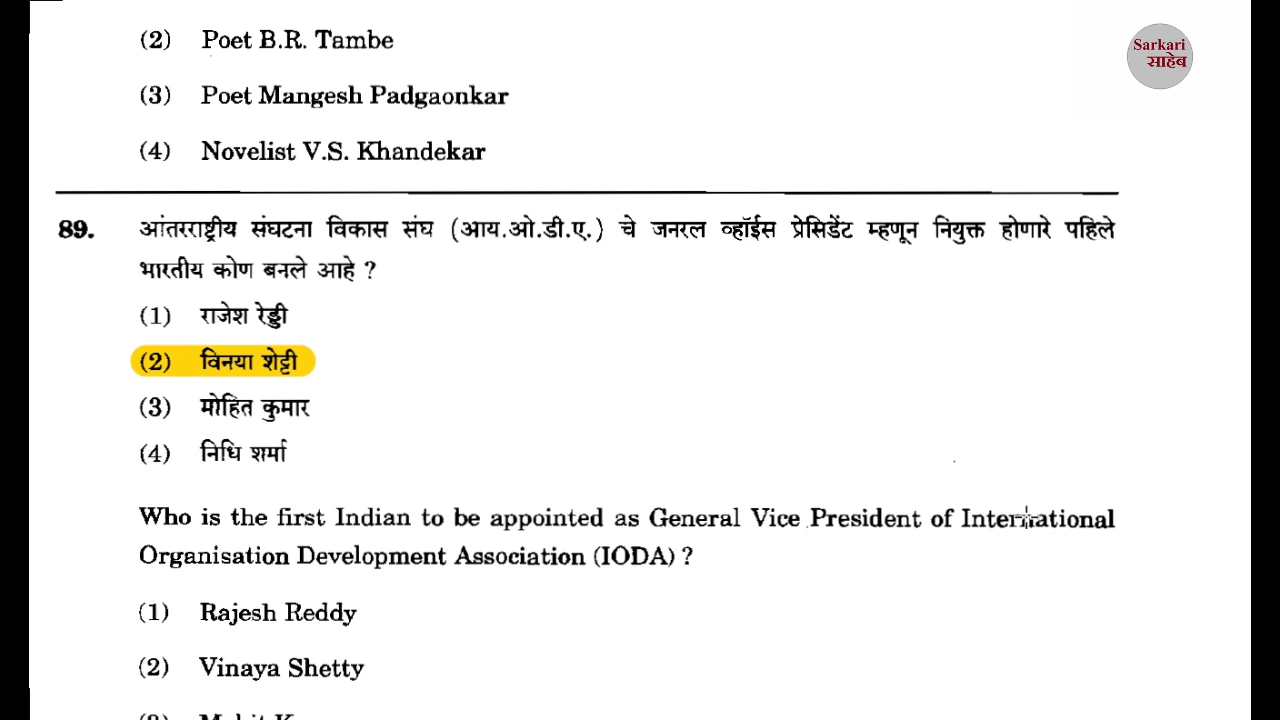 (2) Poet B.R. Tambe
Sarkari
साहेब
(3) Poet Mangesh Padgaonkar
(4) Novelist V.S. Khandekar
89. आंतरराष्ट्रीय संघटना विकास संघ (आय.ओ.डी.ए.) चे जनरल व्हॉईस प्रेसिडेंट म्हणून नियुक्त होणारे पहिले
भारतीय कोण बनले आहे ?
(1) राजेश रेड्डी
(2) विनया शेट्टी
(3) मोहित कुमार
(4) निधि शर्मा
Who is the first Indian to be appointed as General Vice President of International
Organisation Development Association (IODA) ?
(1) Rajesh Reddy
(2) Vinaya Shetty